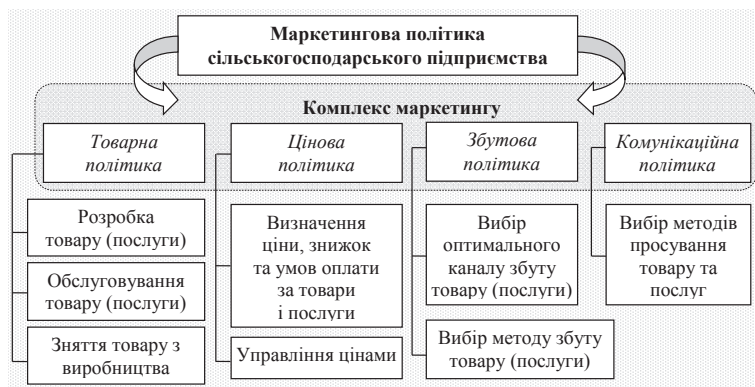 Маркетингова політика
сільськогосподарського підприємства
Комплекс маркетингу
Товарна
політика
Розробка
товару (послуги)
Обслуговування
товару (послуги)
Зняття товару з
виробництва
Цінова
політика
Визначення
ціни, знижок
та умов оплати
за товари
і послуги
Управління цінами
Збутова
політика
Вибір
оптимального
каналу збуту
товару (послуги)
Вибір методу збуту
товару (послуги)
Комунікаційна
політика
Вибір методів
просування
товару та
послуг